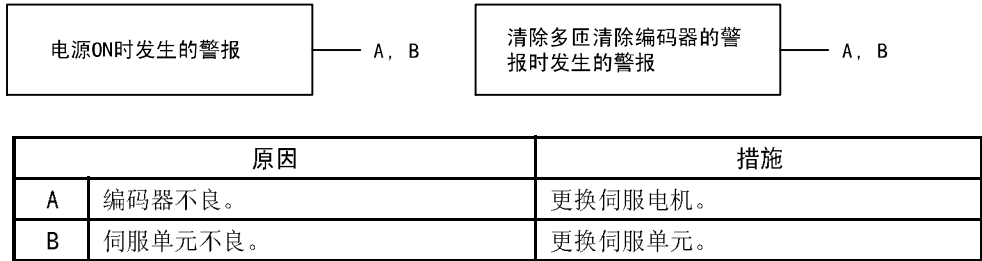 电源ON时发生的警报
A, B
清除多匝清除编码器的警
报时发生的警报
A, B
原因 措施
A 编码器不良。 更换伺服电机。
B 伺服单元不良。 更换伺服单元。